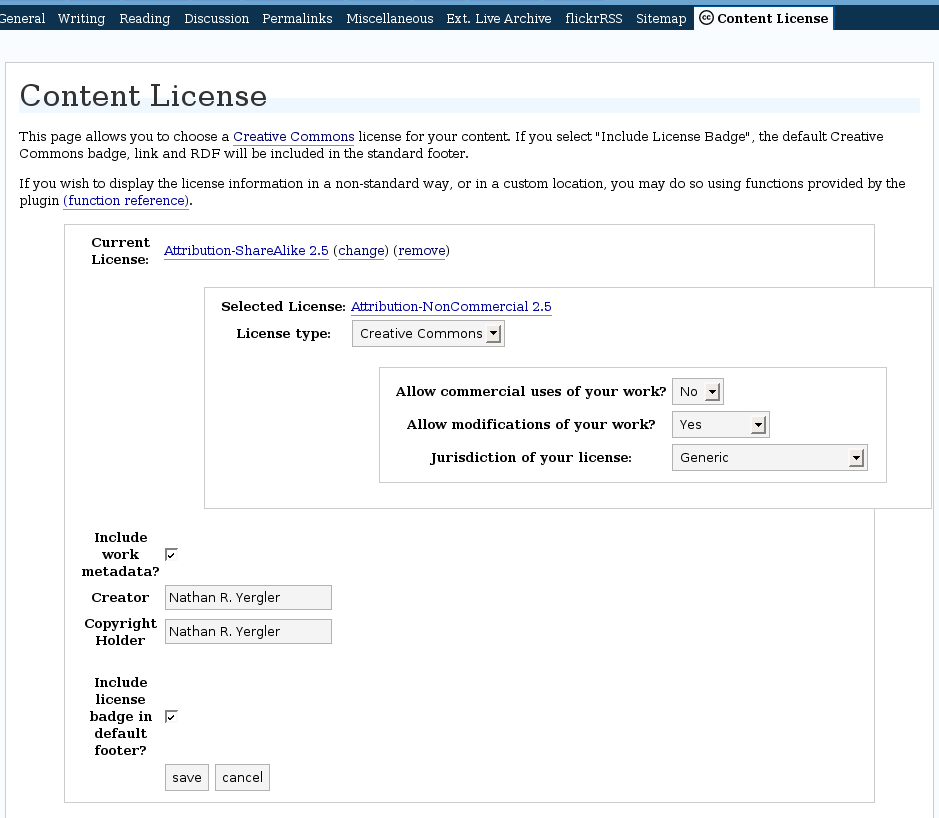 General Writing Reading Discussion Permalinks Miscellaneous Ext. Live Archive flickrRSS Sitemap cc Content License
Content License
This page allows you to choose a Creative Commons license for your content. If you select "Include License Badge", the default Creative
Commons badge, link and RDF will be included in the standard footer.
If you wish to display the license information in a non-standard way, or in a custom location, you may do so using functions provided by the
plugin (function reference).
Current
License:
Attribution-ShareAlike 2.5 (change) (remove)
Selected License: Attribution-NonCommercial 2.5
License type: Creative Commons
Allow commercial uses of your work? No
Allow modifications of your work? Yes
Jurisdiction of your license: Generic
Include
work
metadata?
Creator Nathan R. Yergler
Copyright
Holder
Nathan R. Yergler
Include
license
badge in
default
footer?
save cancel